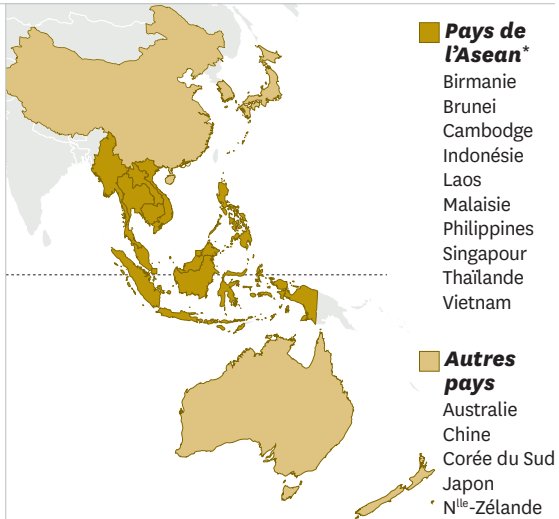 Pays de
l’Asean*
Birmanie
Brunei
Cambodge
Indonésie
Laos
Malaisie
Philippines
Singapour
Thaïlande
Vietnam
Autres
pays
Australie
Chine
Corée du Sud
Japon
Nlle-Zélande